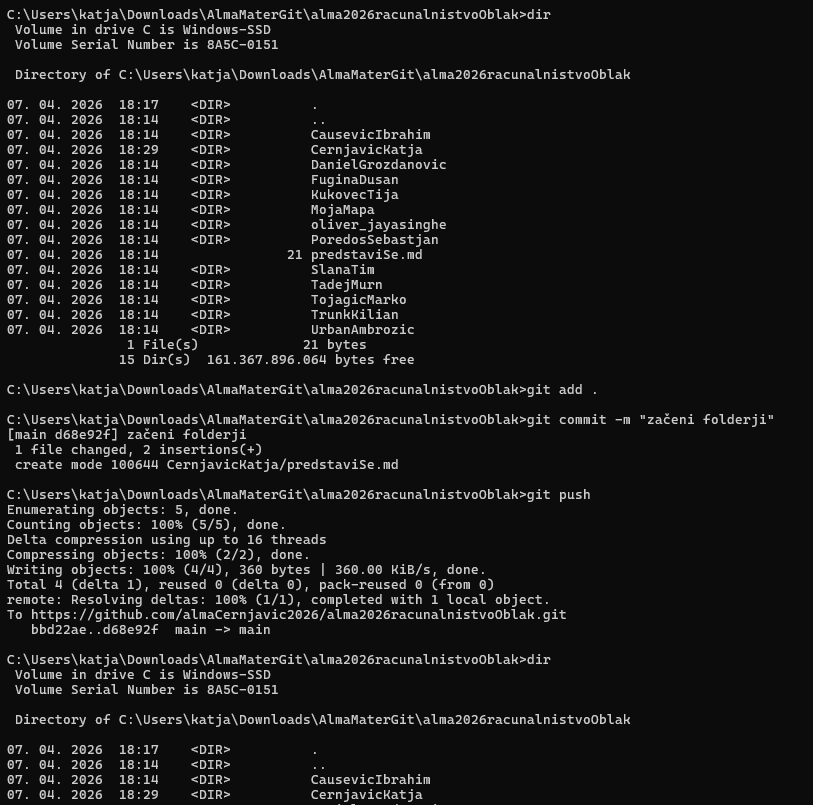 C:\Users\katja\Downloads\AlmaMaterGit\alma2026racunalnistvoOblak>dir
 Volume in drive C is Windows-SSD
 Volume Serial Number is 8A5C-0151

 Directory of C:\Users\katja\Downloads\AlmaMaterGit\alma2026racunalnistvoOblak

07. 04. 2026  18:17    <DIR>          .
07. 04. 2026  18:14    <DIR>          ..
07. 04. 2026  18:14    <DIR>          CausevicIbrahim
07. 04. 2026  18:29    <DIR>          CernjavicKatja
07. 04. 2026  18:14    <DIR>          DanielGrozdanovic
07. 04. 2026  18:14    <DIR>          FuginaDusan
07. 04. 2026  18:14    <DIR>          KukovecTija
07. 04. 2026  18:14    <DIR>          MojaMapa
07. 04. 2026  18:14    <DIR>          oliver_jayasinghe
07. 04. 2026  18:14    <DIR>          PoredosSebastjan
07. 04. 2026  18:14                21 predstaviSe.md
07. 04. 2026  18:14    <DIR>          SlanaTim
07. 04. 2026  18:14    <DIR>          TadejMurn
07. 04. 2026  18:14    <DIR>          TojagicMarko
07. 04. 2026  18:14    <DIR>          TrunkKilian
07. 04. 2026  18:14    <DIR>          UrbanAmbrozic
               1 File(s)             21 bytes
              15 Dir(s)  161.367.896.064 bytes free

C:\Users\katja\Downloads\AlmaMaterGit\alma2026racunalnistvoOblak>git add .

C:\Users\katja\Downloads\AlmaMaterGit\alma2026racunalnistvoOblak>git commit -m "začeni folderji"
[main d68e92f] začeni folderji
 1 file changed, 2 insertions(+)
 create mode 100644 CernjavicKatja/predstaviSe.md

C:\Users\katja\Downloads\AlmaMaterGit\alma2026racunalnistvoOblak>git push
Enumerating objects: 5, done.
Counting objects: 100% (5/5), done.
Delta compression using up to 16 threads
Compressing objects: 100% (2/2), done.
Writing objects: 100% (4/4), 360 bytes | 360.00 KiB/s, done.
Total 4 (delta 1), reused 0 (delta 0), pack-reused 0 (from 0)
remote: Resolving deltas: 100% (1/1), completed with 1 local object.
To https://github.com/almaCernjavic2026/alma2026racunalnistvoOblak.git
   bbd22ae..d68e92f  main -> main

C:\Users\katja\Downloads\AlmaMaterGit\alma2026racunalnistvoOblak>dir
 Volume in drive C is Windows-SSD
 Volume Serial Number is 8A5C-0151

 Directory of C:\Users\katja\Downloads\AlmaMaterGit\alma2026racunalnistvoOblak

07. 04. 2026  18:17    <DIR>          .
07. 04. 2026  18:14    <DIR>          ..
07. 04. 2026  18:14    <DIR>          CausevicIbrahim
07. 04. 2026  18:29    <DIR>          CernjavicKatja